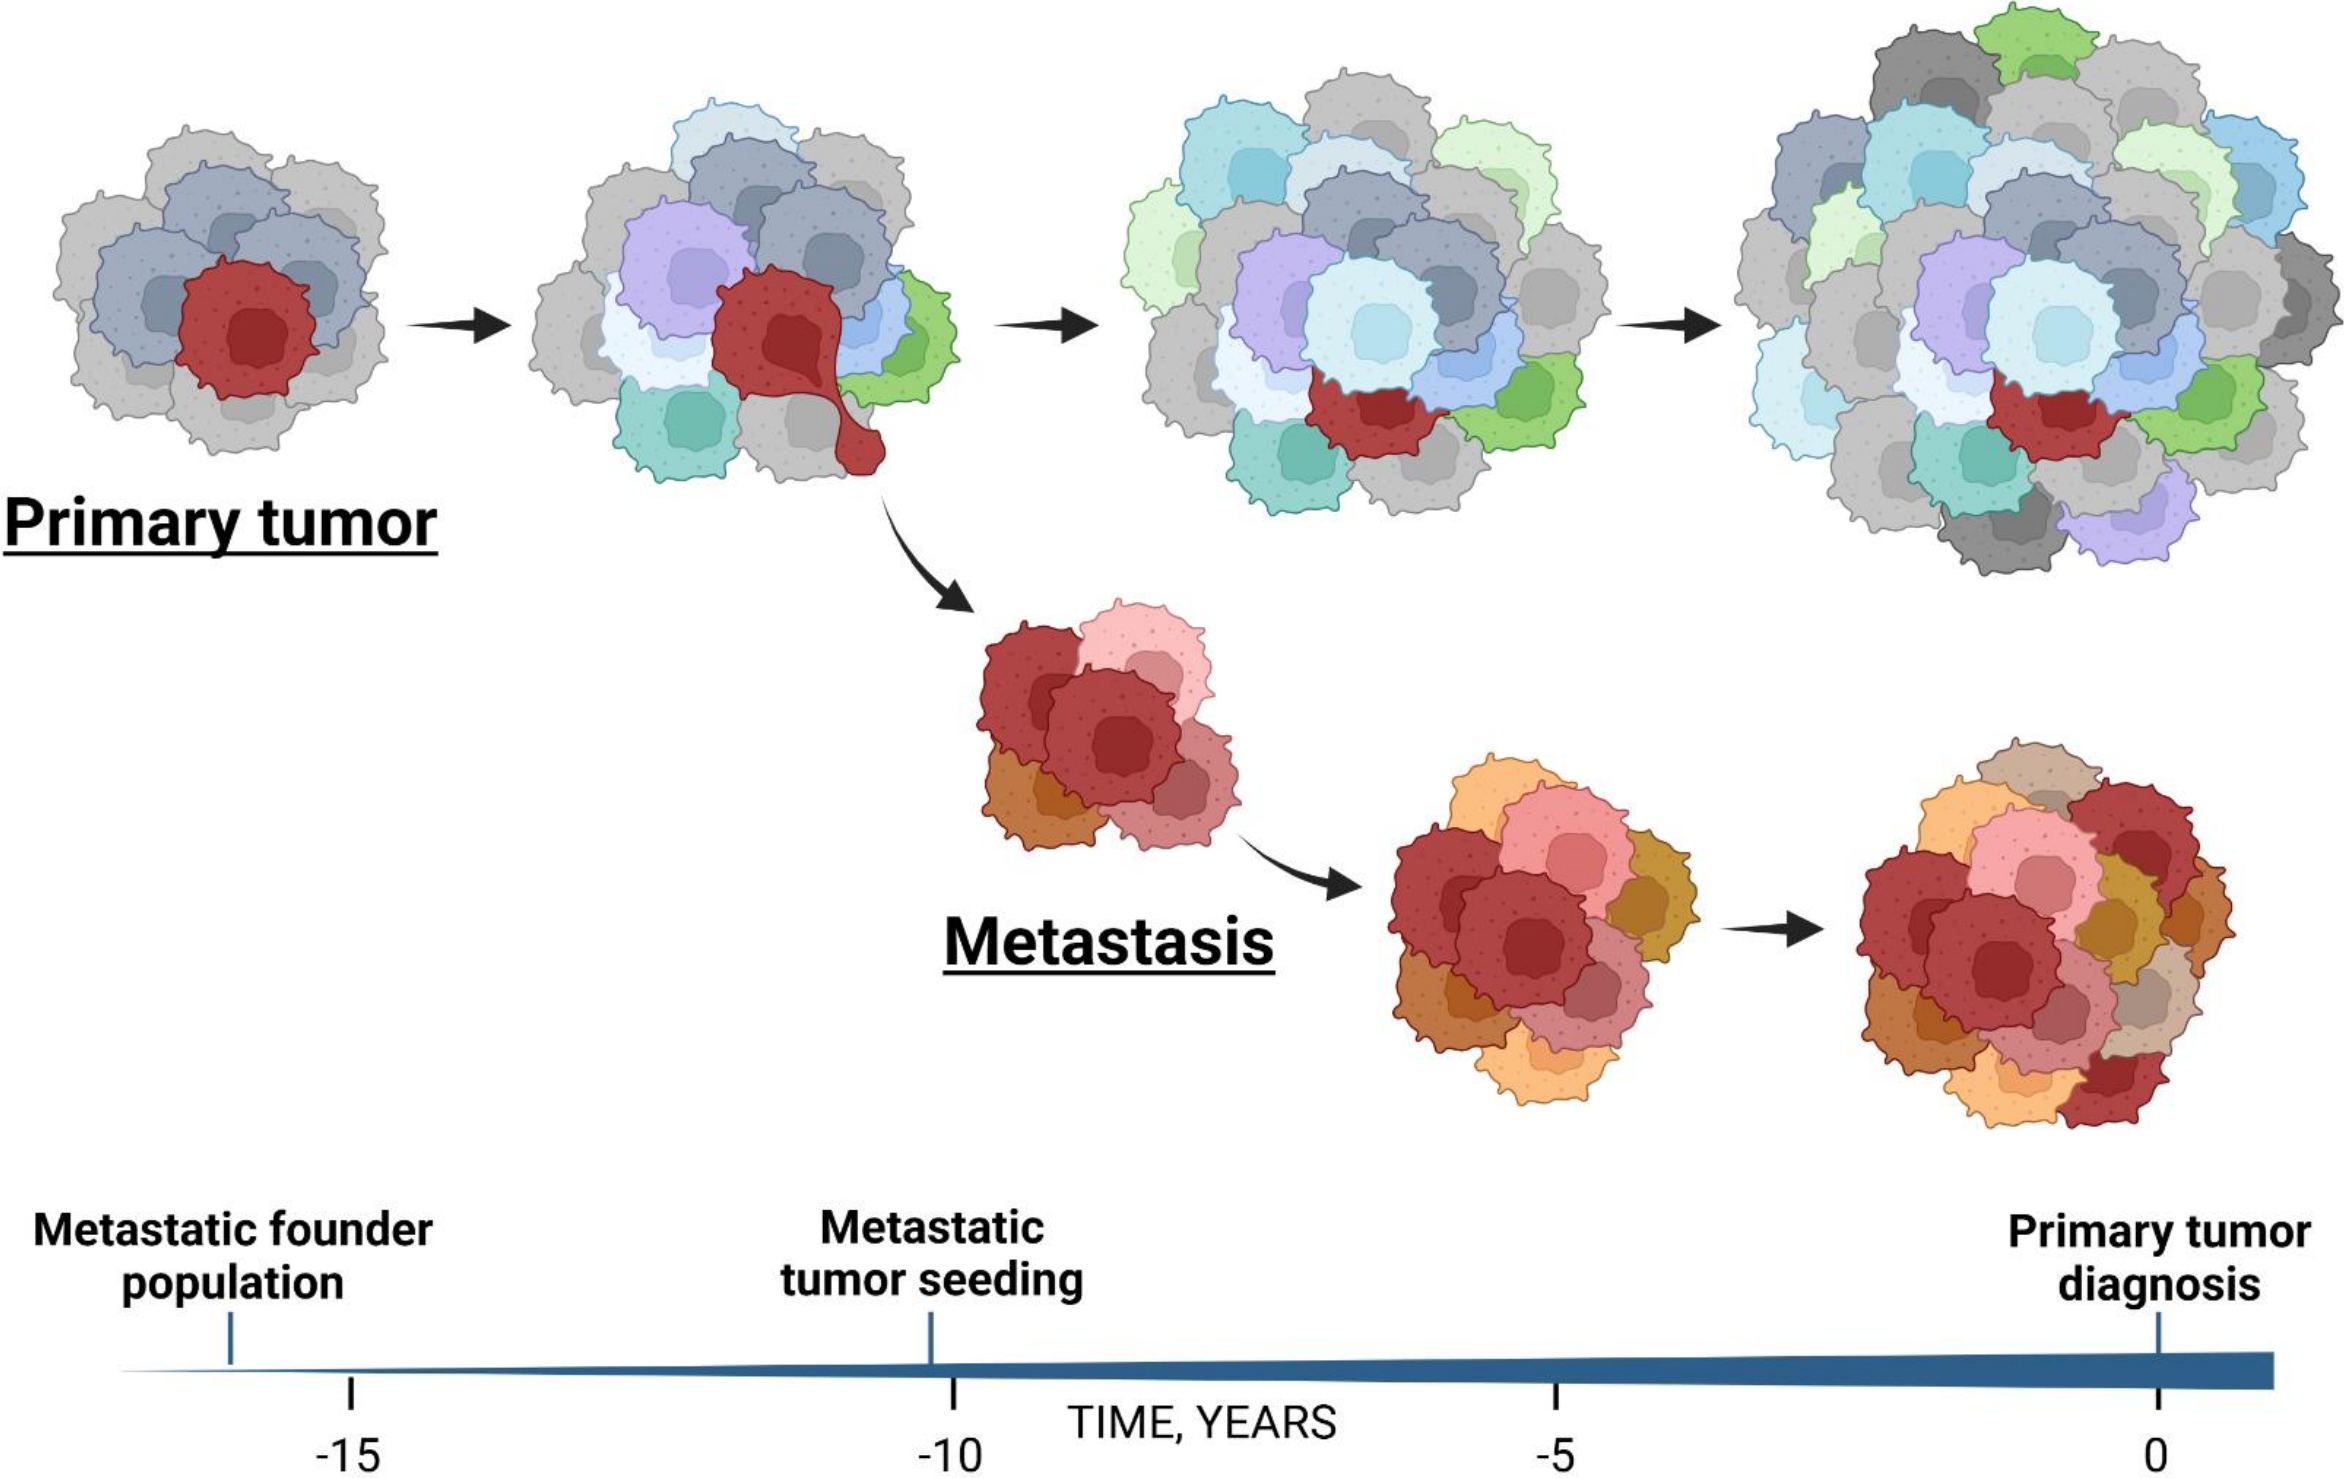 Primary tumor
Metastasis
Metastatic founder
population
Metastatic
tumor seeding
Primary tumor
diagnosis
TIME, YEARS
-15
-10
-5
0